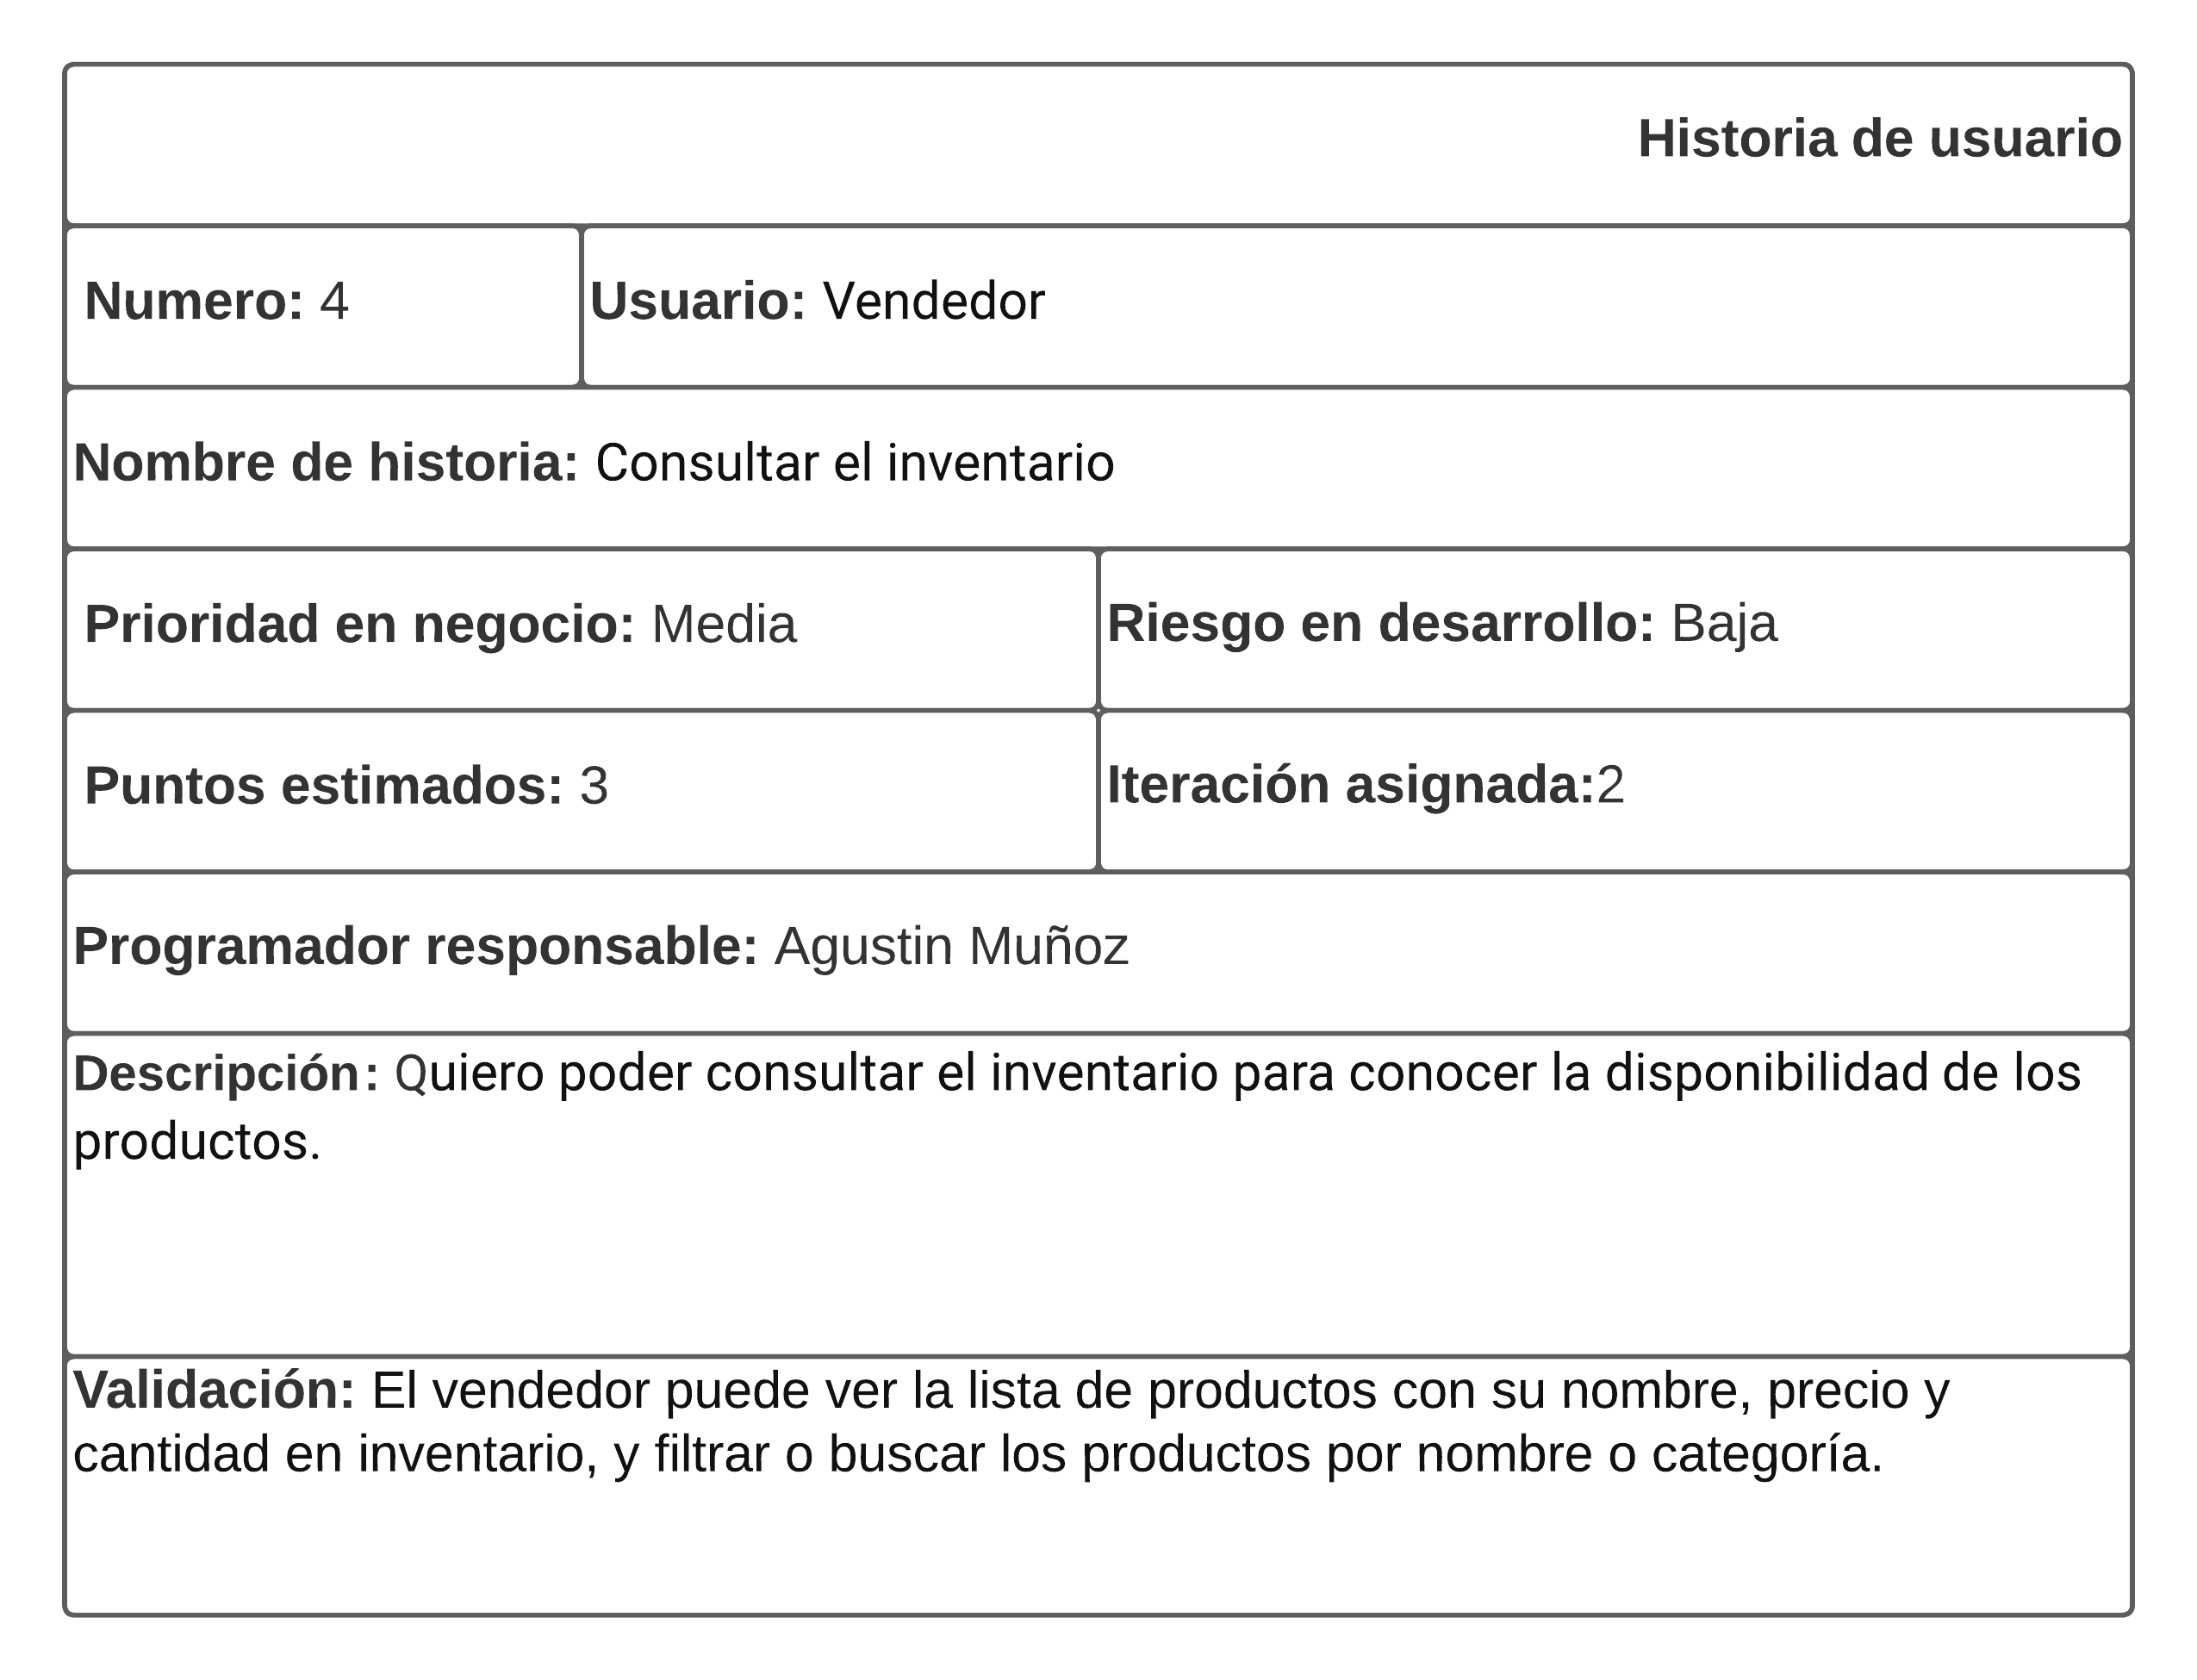 Historia de usuario
Numero: 4
Usuario: Vendedor
Nombre de historia: Consultar el inventario
Prioridad en negocio: Media
Riesgo en desarrollo: Baja
Puntos estimados: 3
Iteración asignada:2
Programador responsable: Agustin Muñoz
Descripción: Quiero poder consultar el inventario para conocer la disponibilidad de los
productos.
Validación: El vendedor puede ver la lista de productos con su nombre, precio y
cantidad en inventario, y filtrar o buscar los productos por nombre o categoría.